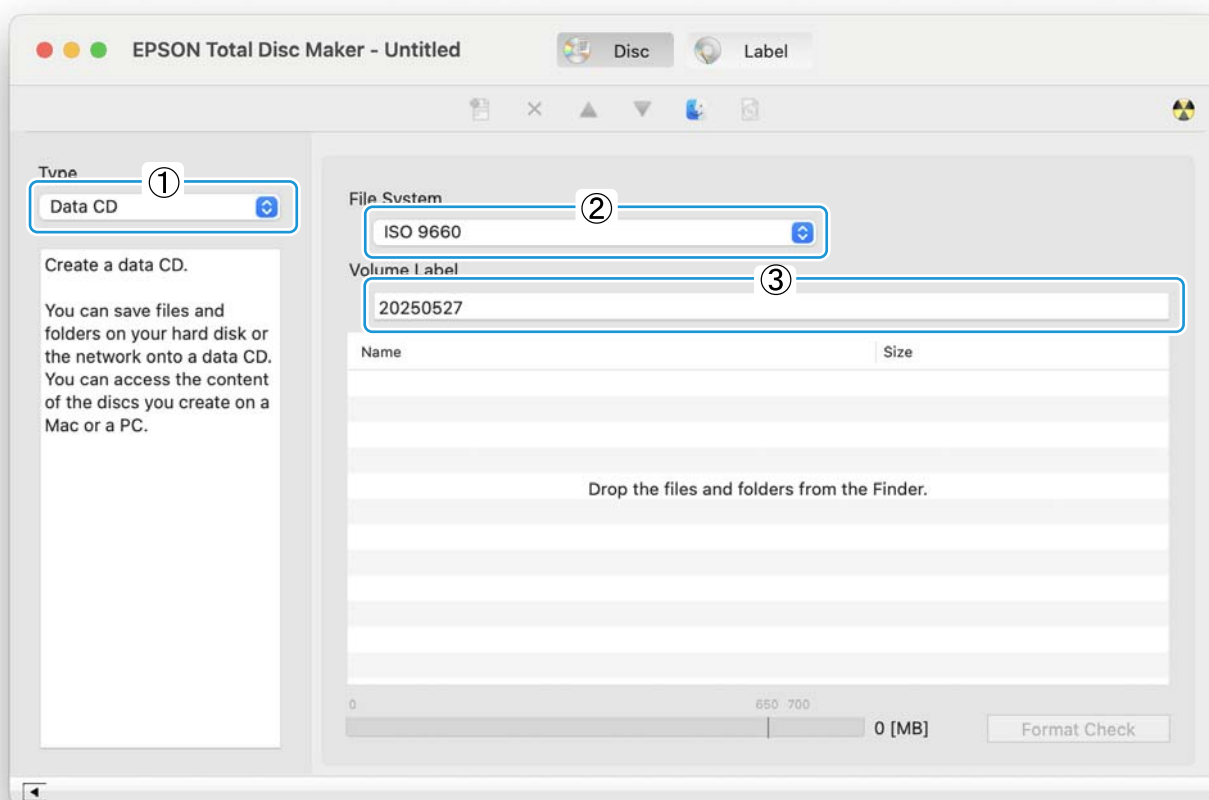 EPSON Total Disc Maker - Untitled
Disc
Label
Type
①
Data CD
Create a data CD.
You can save files and
folders on your hard disk or
the network onto a data CD.
You can access the content
of the discs you create on a
Mac or a PC.
File System
②
ISO 9660
Volume Label
③
20250527
Name Size
Drop the files and folders from the Finder.
0 650 700
0 [MB]
Format Check